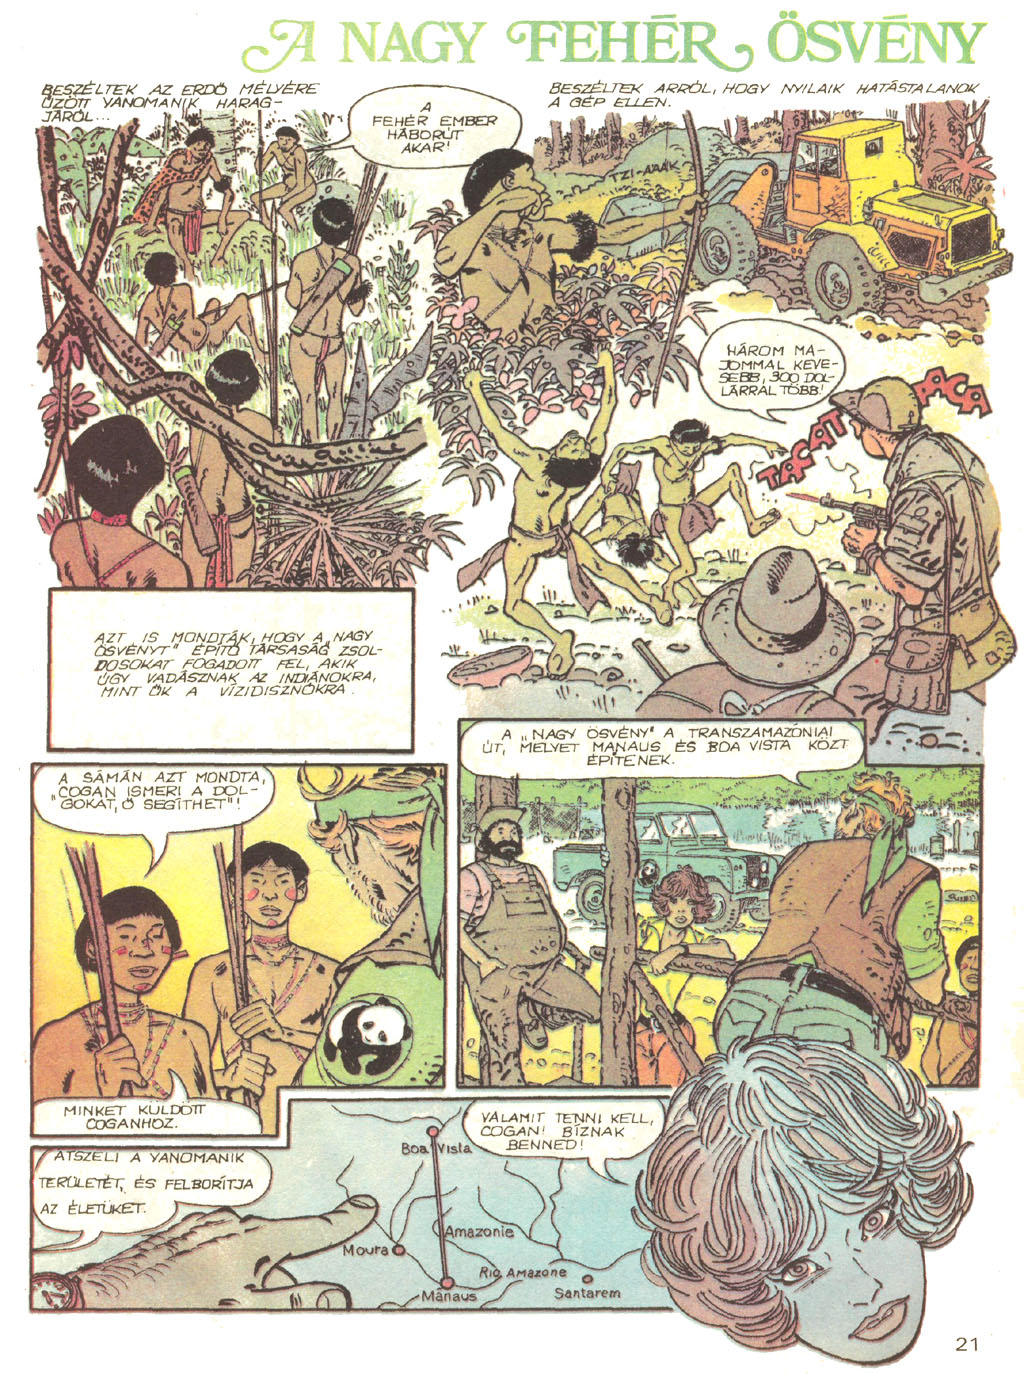 A NAGY FEHÉR ÖSVÉNY
BESZÉLTEK AZ ERDŐ MÉLYÉRE
ŰZÖTT YANOMANIK HARAG-
JÁRÓL...
A
FEHÉR EMBER
HÁBORÚT
AKAR!
BESZÉLTEK ARRÓL, HOGY NYILAIK HATÁSTALANOK
A GÉP ELLEN.
TZI-AAAÏK
HÁROM MA-
JOMMAL KEVE-
SEBB, 300 DOL-
LÁRRAL TÖBB!
AZT IS MONDTÁK, HOGY A „NAGY
ÖSVÉNYT" ÉPITŐ TÁRSASÁG ZSOL-
DOSOKAT FOGADOTT FEL, AKIK
ÚGY VADÁSZNAK AZ INDIÁNOKRA,
MINT ŐK A VÍZIDISZNÓKRA.
A „NAGY ÖSVÉNY" A TRANSZAMAZÓNIAI
ÚT, MELYET MANAUS ÉS BOA VISTA KÖZT
ÉPÍTENEK.
A SÁMÁN AZT MONDTA,
"COGAN ISMERI A DOL-
GOKAT, Ő SEGÍTHET"!
MINKET KÜLDÖTT
COGANHOZ.
VALAMIT TENNI KELL,
COGAN! BÍZNAK
BENNED!
ÁTSZELI A YANOMANIK
TERÜLETÉT, ÉS FELBORÍTJA
AZ ÉLETÜKET.
Boa Vista
Amazonie
Moura
Rio Amazone
Manaus
Santarem
21